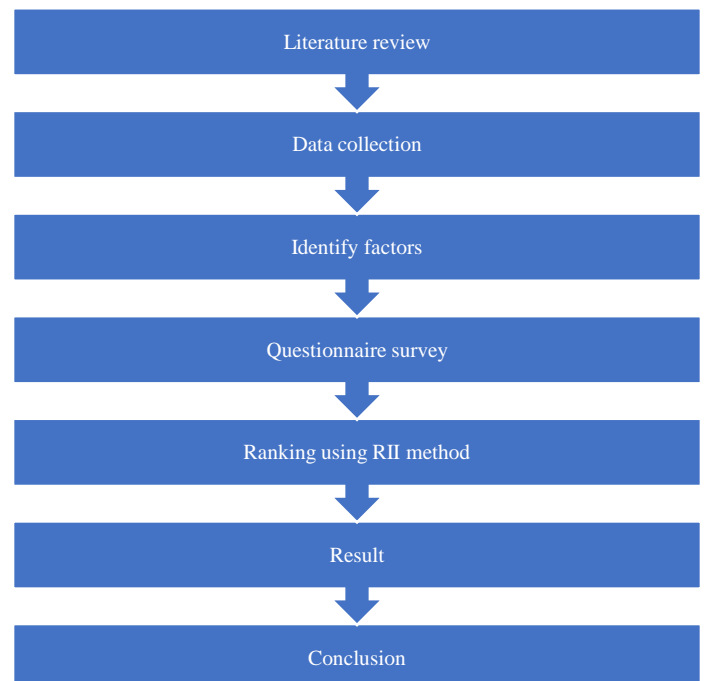 Literature review
Data collection
Identify factors
Questionnaire survey
Ranking using RII method
Result
Conclusion